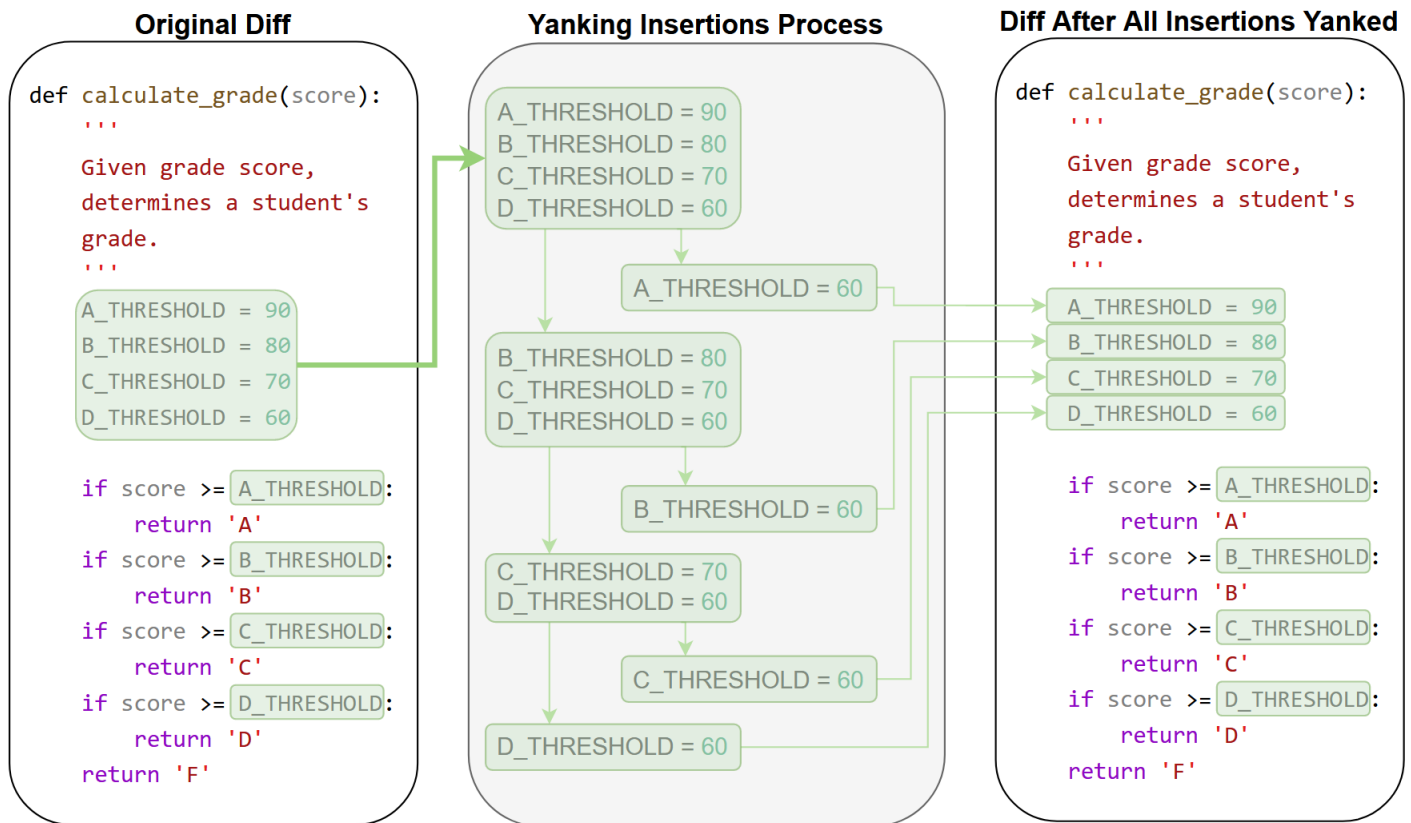 Original Diff
def calculate_grade(score):
'''
Given grade score,
determines a student's
grade.
'''
A_THRESHOLD = 90
B_THRESHOLD = 80
C_THRESHOLD = 70
D_THRESHOLD = 60
if score >= A_THRESHOLD:
return 'A'
if score >= B_THRESHOLD:
return 'B'
if score >= C_THRESHOLD:
return 'C'
if score >= D_THRESHOLD:
return 'D'
return 'F'
Yanking Insertions Process
A_THRESHOLD = 90
B_THRESHOLD = 80
C_THRESHOLD = 70
D_THRESHOLD = 60
A_THRESHOLD = 60
B_THRESHOLD = 80
C_THRESHOLD = 70
D_THRESHOLD = 60
B_THRESHOLD = 60
C_THRESHOLD = 70
D_THRESHOLD = 60
C_THRESHOLD = 60
D_THRESHOLD = 60
Diff After All Insertions Yanked
def calculate_grade(score):
'''
Given grade score,
determines a student's
grade.
'''
A_THRESHOLD = 90
B_THRESHOLD = 80
C_THRESHOLD = 70
D_THRESHOLD = 60
if score >= A_THRESHOLD:
return 'A'
if score >= B_THRESHOLD:
return 'B'
if score >= C_THRESHOLD:
return 'C'
if score >= D_THRESHOLD:
return 'D'
return 'F'